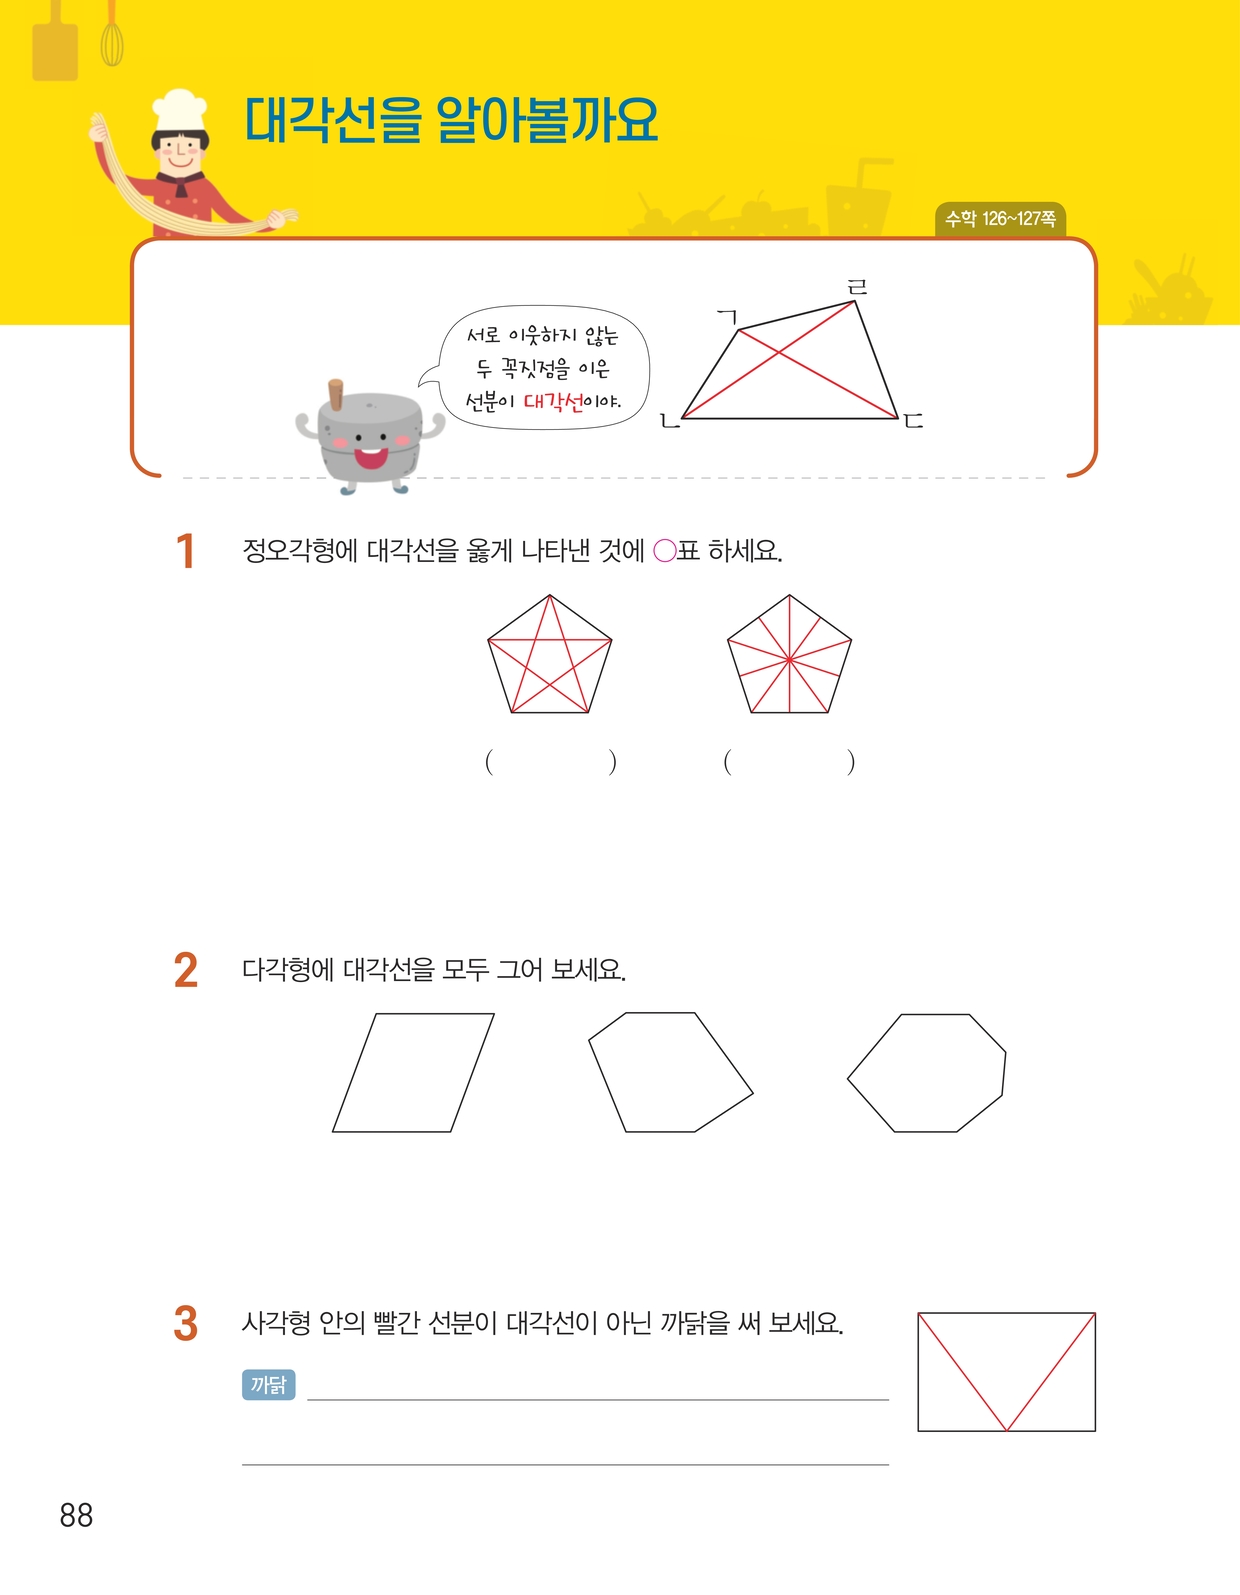 대각선을 알아볼까요
수학 126~127쪽
서로 이웃하지 않는
두 꼭짓점을 이은
선분이 대각선이야.
ㄱ
ㄹ
ㄴ
ㄷ
1 정오각형에 대각선을 옳게 나타낸 것에 ○표 하세요.
( ) ( )
2 다각형에 대각선을 모두 그어 보세요.
3 사각형 안의 빨간 선분이 대각선이 아닌 까닭을 써 보세요.
까닭
88